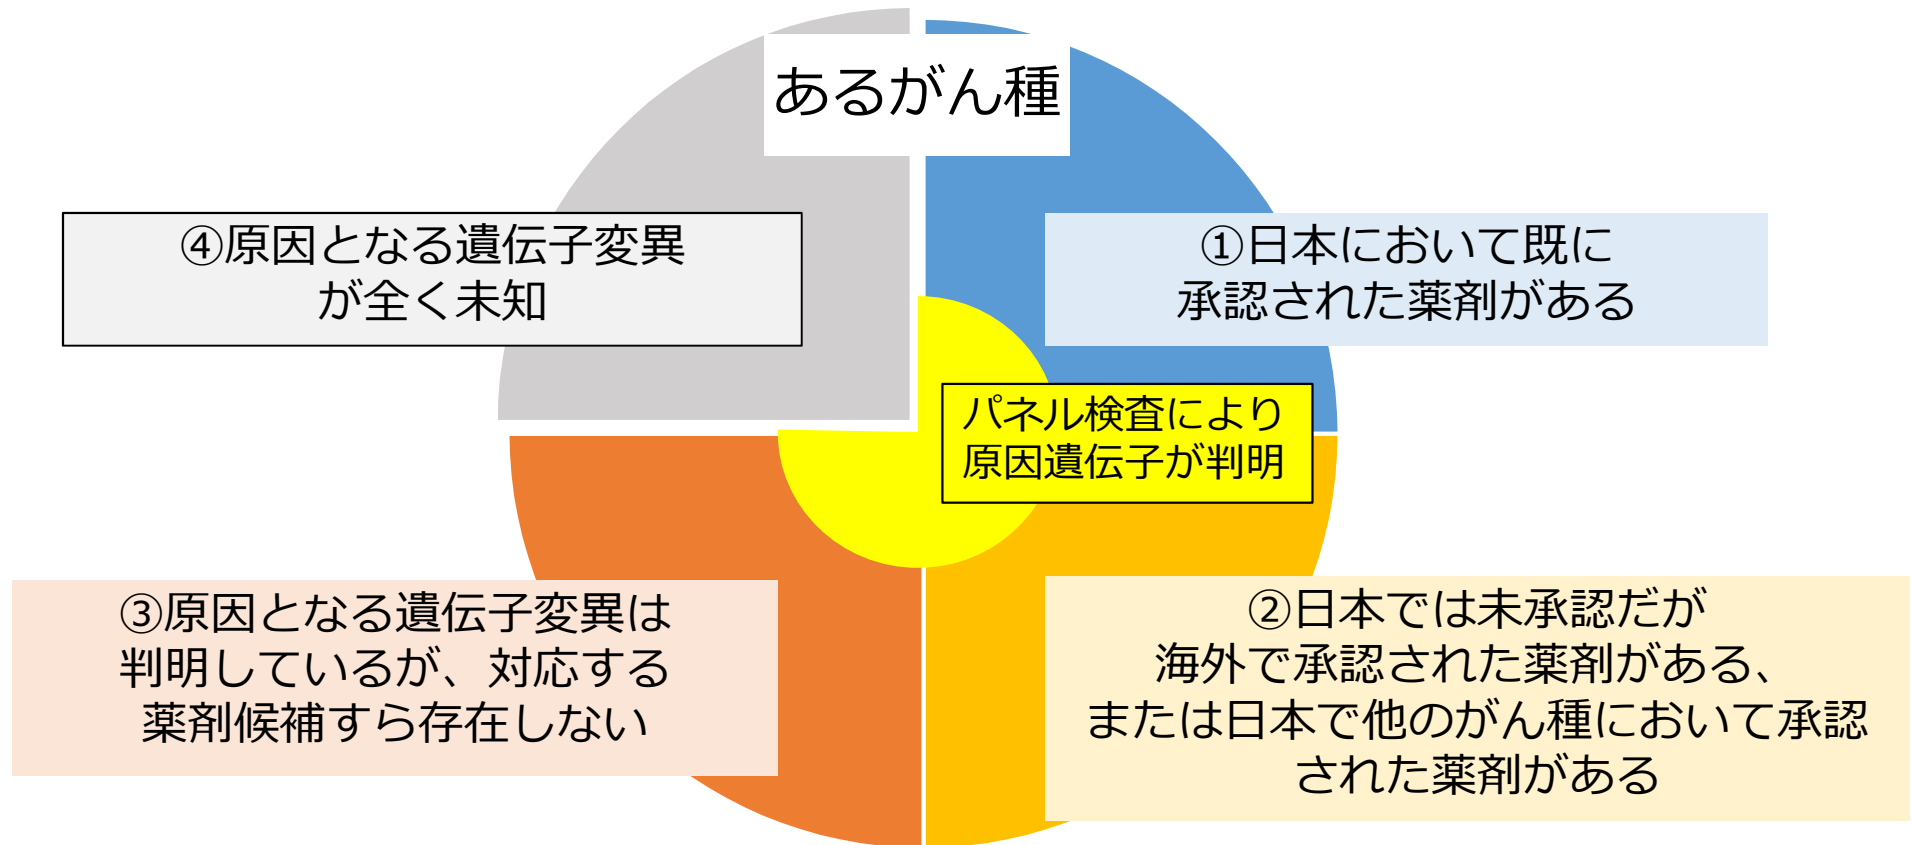 あるがん種
④原因となる遺伝子変異
が全く未知
①日本において既に
承認された薬剤がある
パネル検査により
原因遺伝子が判明
③原因となる遺伝子変異は
判明しているが、対応する
薬剤候補すら存在しない
②日本では未承認だが
海外で承認された薬剤がある、
または日本で他のがん種において承認
された薬剤がある